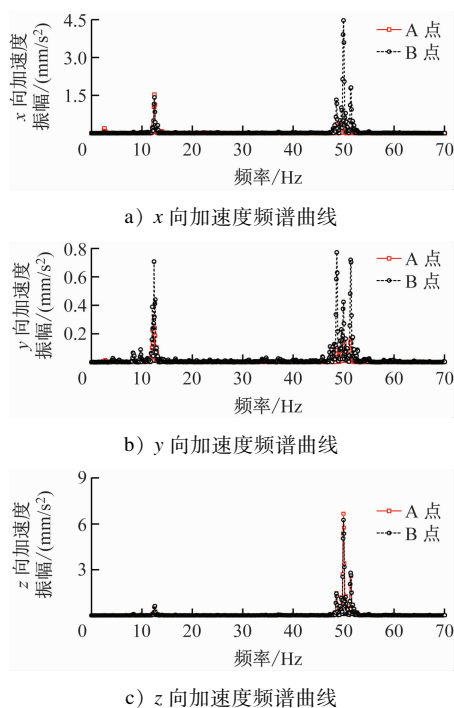 4.5
3.0
1.5
x 向加速度
振幅/(mm/s²)
A 点
B 点
0 10 20 30 40 50 60 70
频率/Hz
a) x 向加速度频谱曲线
0.8
0.6
0.4
0.2
y 向加速度
振幅/(mm/s²)
A 点
B 点
0 10 20 30 40 50 60 70
频率/Hz
b) y 向加速度频谱曲线
9
6
3
z 向加速度
振幅/(mm/s²)
A 点
B 点
0 10 20 30 40 50 60 70
频率/Hz
c) z 向加速度频谱曲线